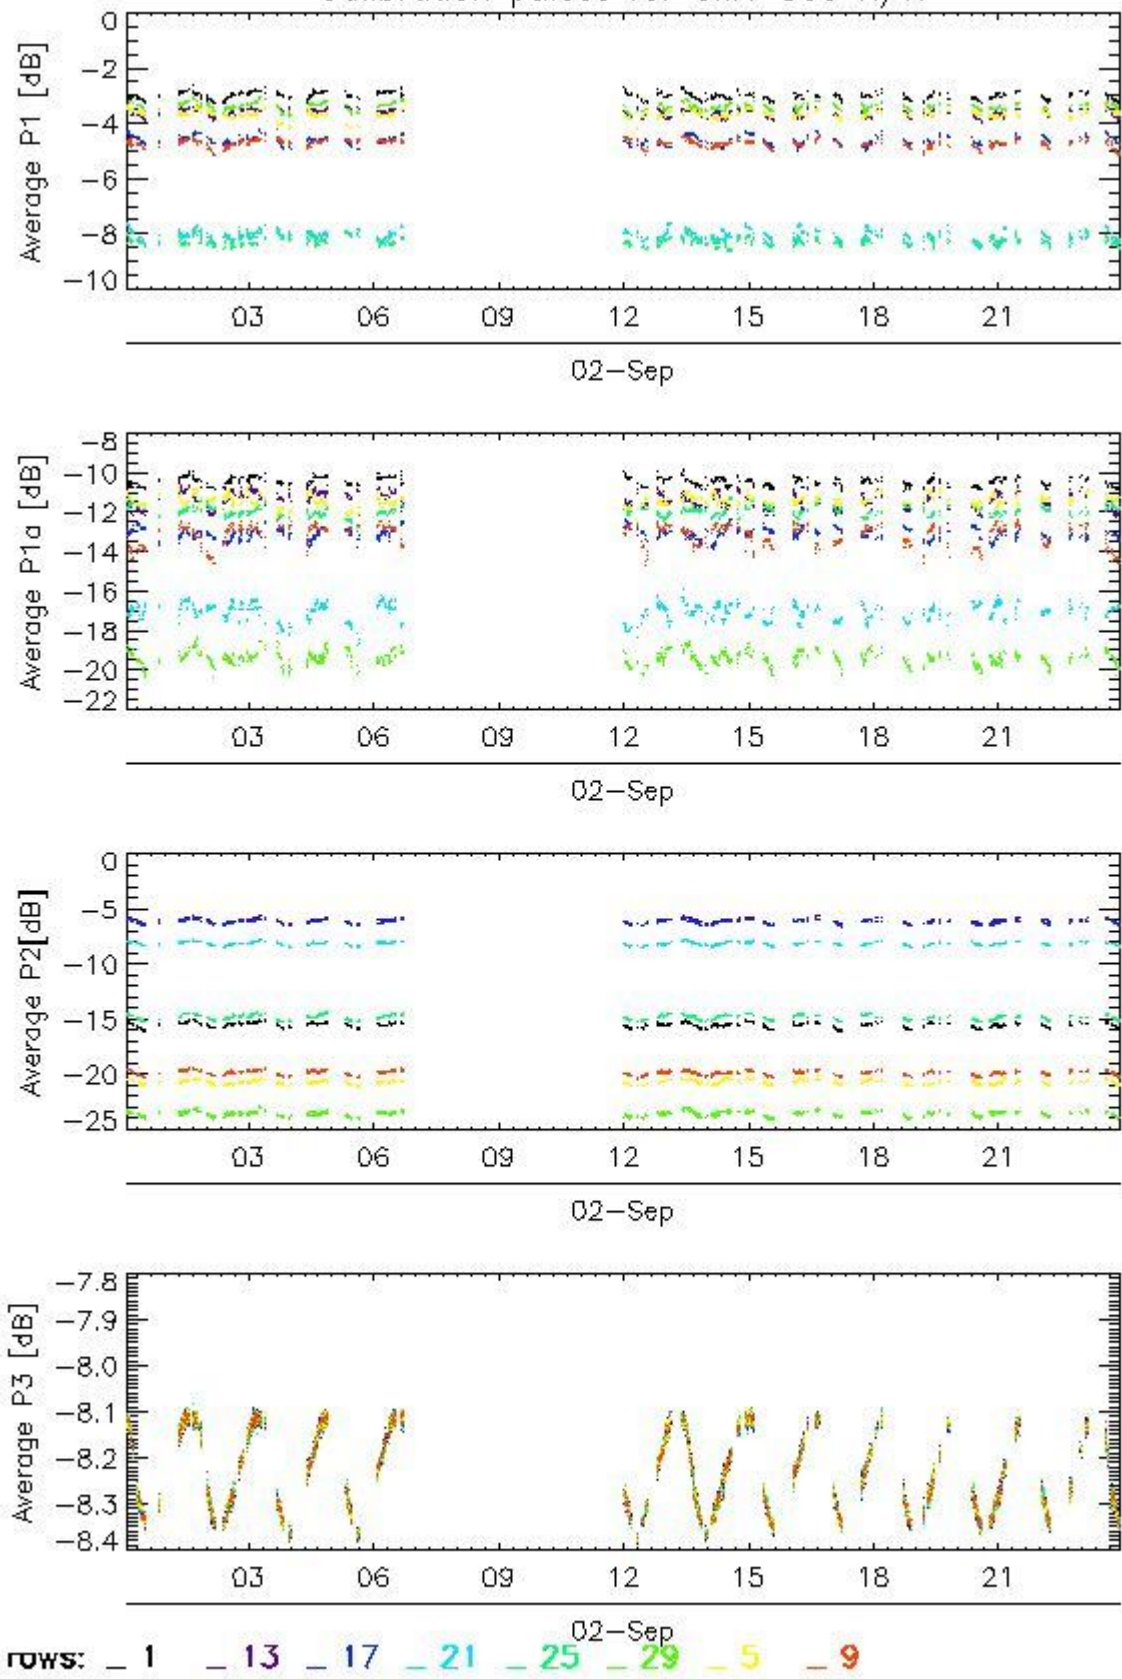 0
-2
-4
-6
-8
-10
Average P1 [dB]
03 06 09 12 15 18 21
02-Sep
-8
-10
-12
-14
-16
-18
-20
-22
Average P1a [dB]
03 06 09 12 15 18 21
02-Sep
0
-5
-10
-15
-20
-25
Average P2[dB]
03 06 09 12 15 18 21
02-Sep
-7.8
-7.9
-8.0
-8.1
-8.2
-8.3
-8.4
Average P3 [dB]
03 06 09 12 15 18 21
02-Sep
rows: _ 1 _ 13 _ 17 _ 21 _ 25 _ 29 _ 5 _ 9